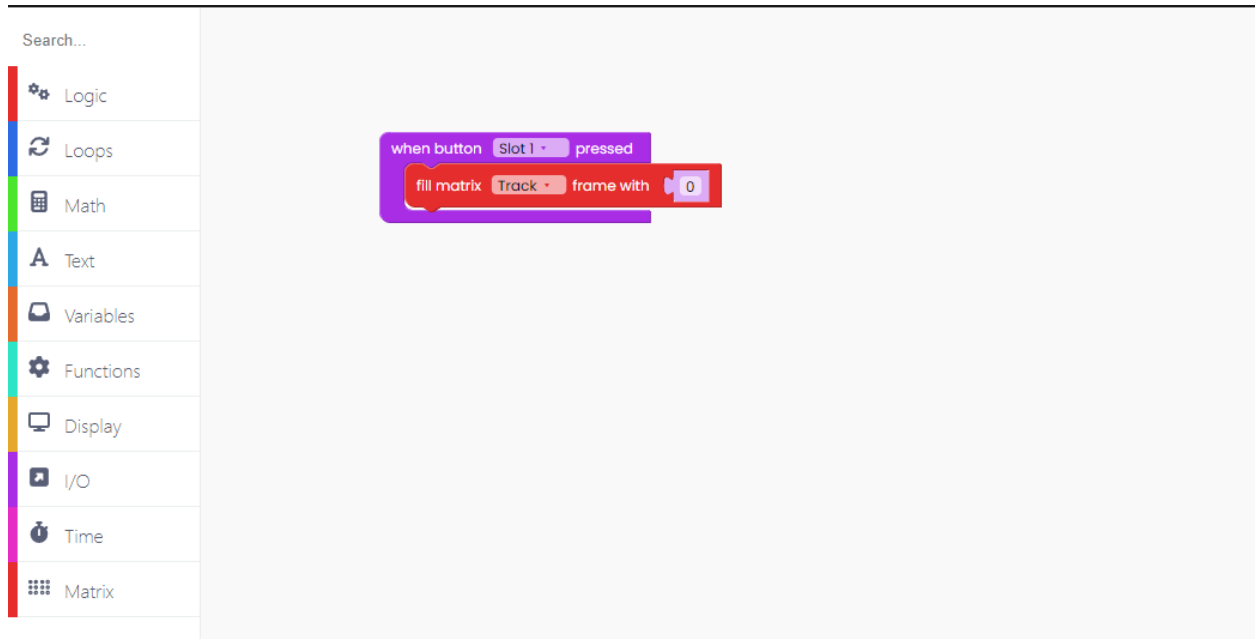 Search...
Logic
Loops
Math
Text
Variables
Functions
Display
I/O
Time
Matrix
when button Slot 1 pressed
fill matrix Track frame with 0